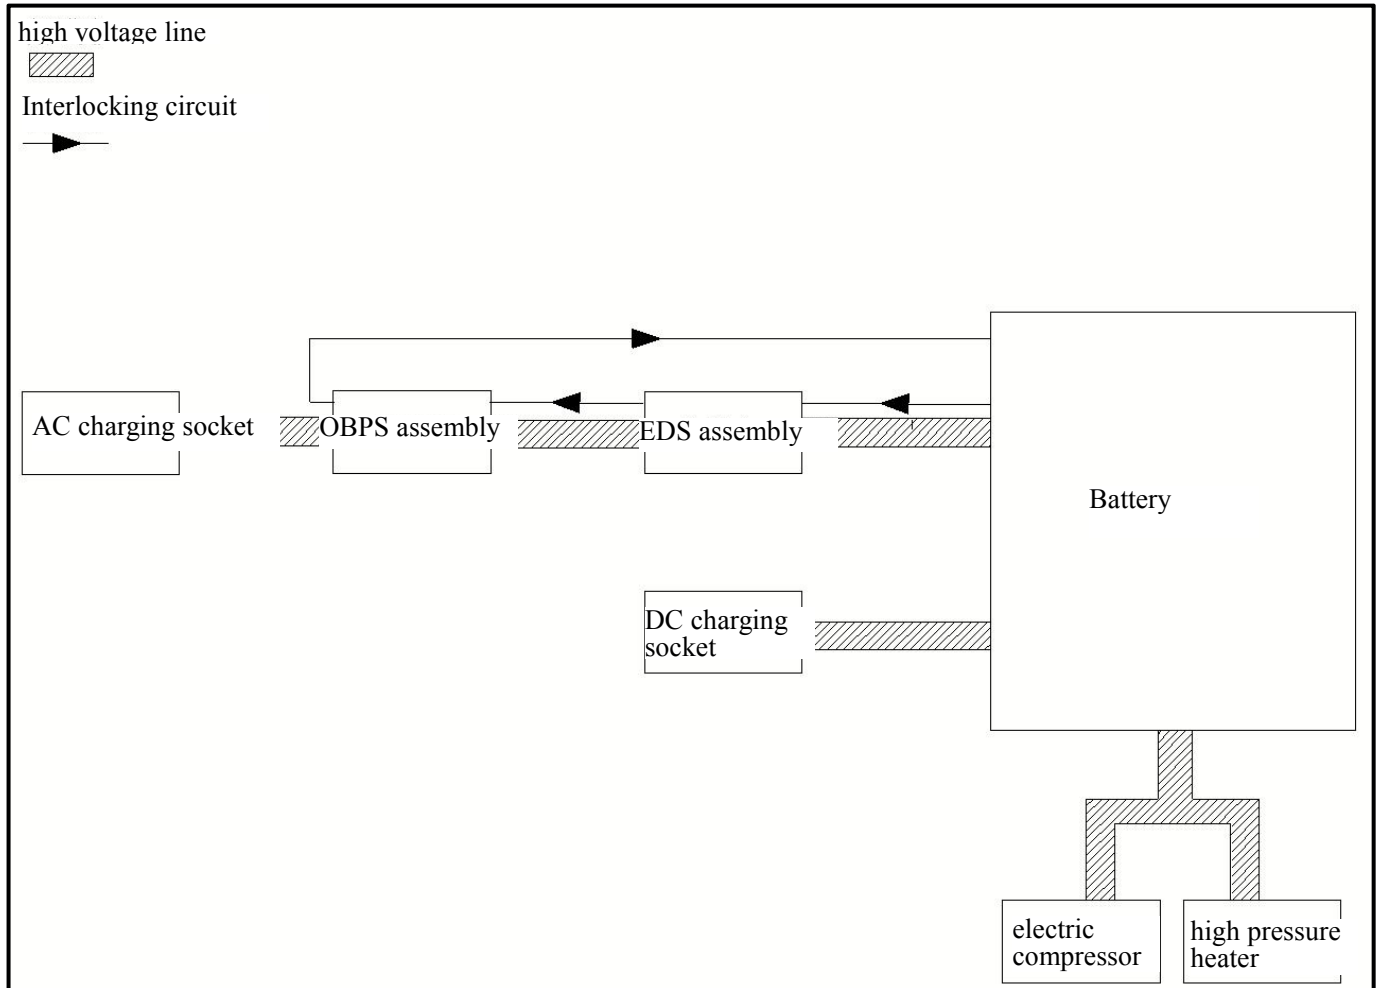 high voltage line
Interlocking circuit
AC charging socket
OBPS assembly
EDS assembly
Battery
DC charging
socket
electric
compressor
high pressure
heater